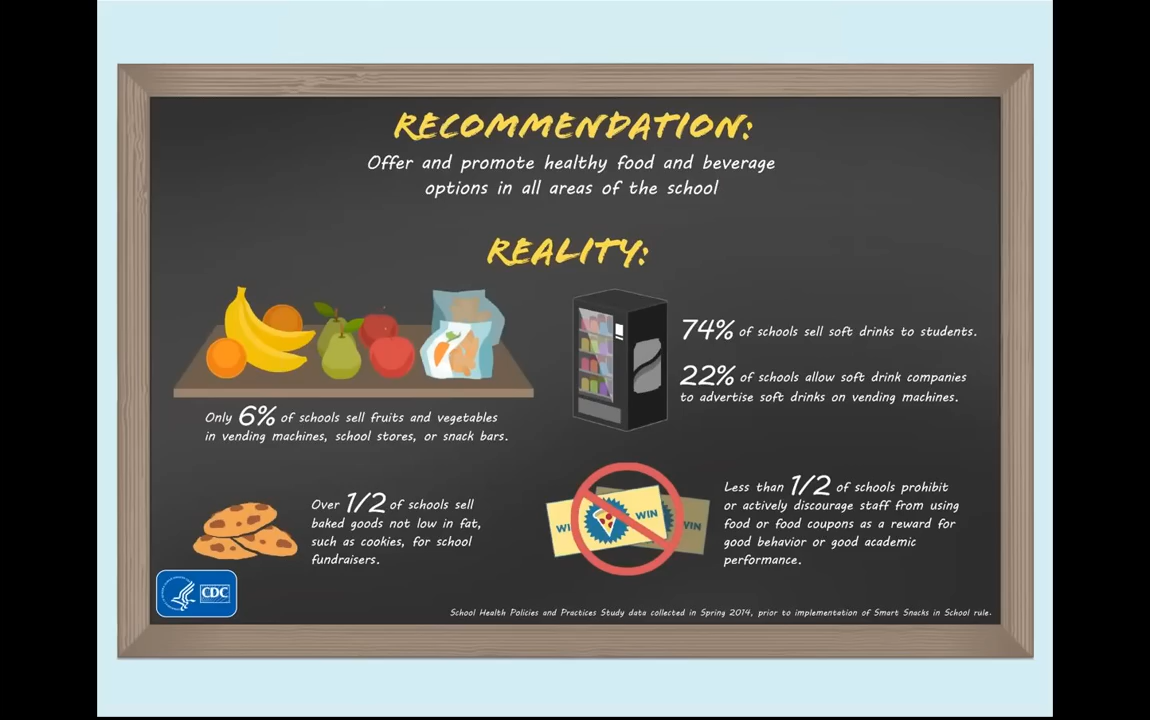 RECOMMENDATION:
Offer and promote healthy food and beverage
options in all areas of the school
REALITY:
Only 6% of schools sell fruits and vegetables
in vending machines, school stores, or snack bars.
74% of schools sell soft drinks to students.
22% of schools allow soft drink companies
to advertise soft drinks on vending machines.
Over 1/2 of schools sell
baked goods not low in fat,
such as cookies, for school
fundraisers.
WI
WIN
WIN
Less than 1/2 of schools prohibit
or actively discourage staff from using
food or food coupons as a reward for
good behavior or good academic
performance.
CDC
School Health Policies and Practices Study data collected in Spring 2014, prior to implementation of Smart Snacks in School rule.